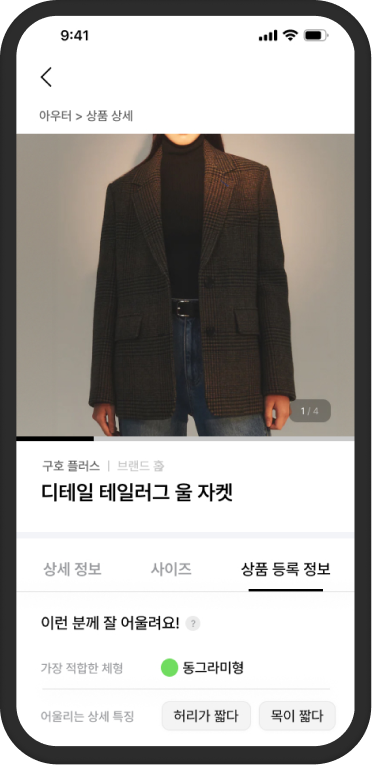 9:41
아우터 > 상품 상세
1 / 4
구호 플러스 | 브랜드 홈
디테일 테일러그 울 자켓
상세 정보 사이즈 상품 등록 정보
이런 분께 잘 어울려요! ?
가장 적합한 체형 동그라미형
어울리는 상세 특징 허리가 짧다 목이 짧다